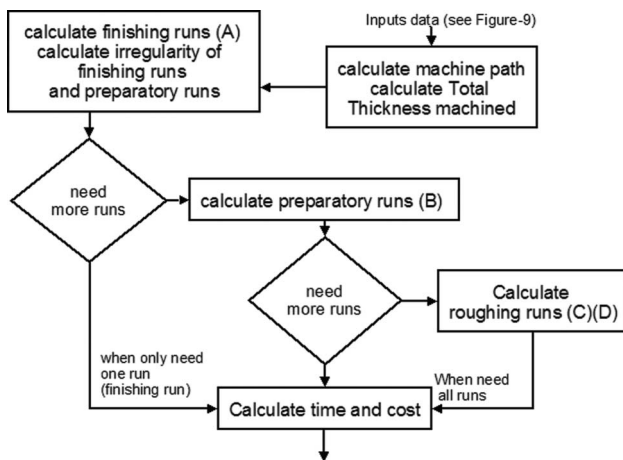 Inputs data (see Figure-9)
calculate machine path
calculate Total
Thickness machined
calculate finishing runs (A)
calculate irregularity of
finishing runs
and preparatory runs
need
more runs
calculate preparatory runs (B)
need
more runs
Calculate
roughing runs (C)(D)
when only need
one run
(finishing run)
When need
all runs
Calculate time and cost